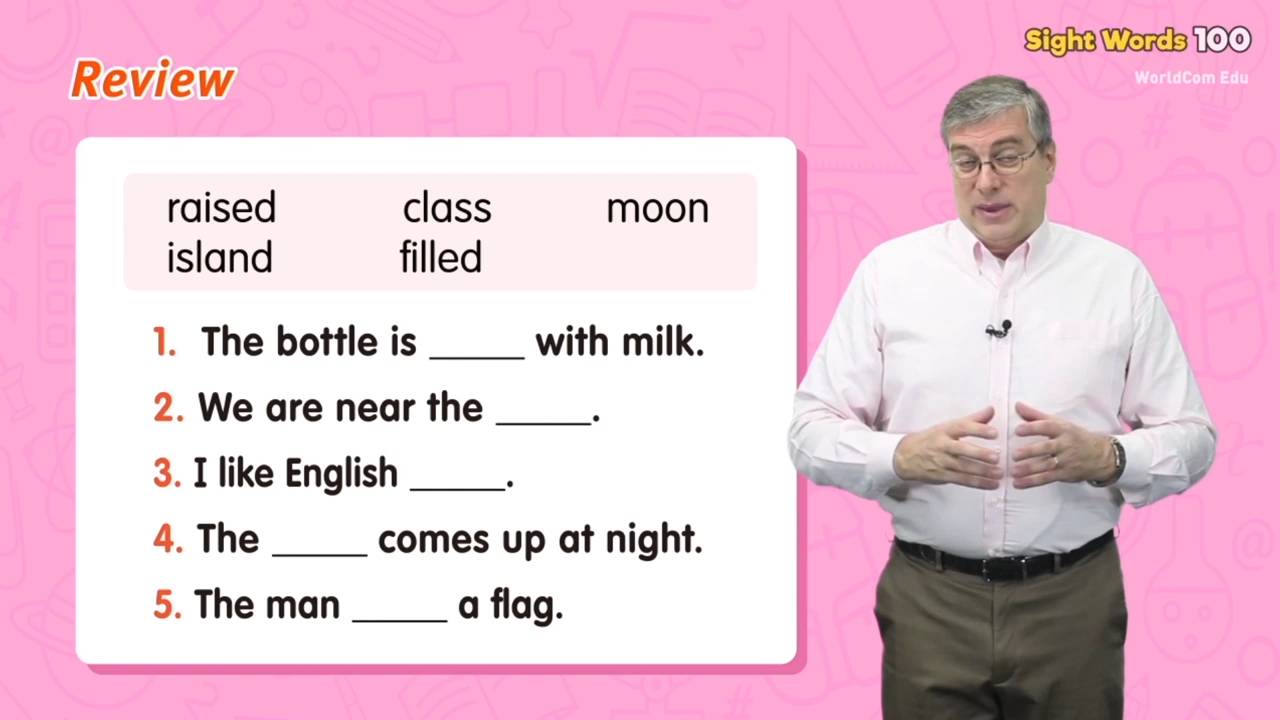 Sight Words 100
WorldCom Edu
Review
raised class moon
island filled
1. The bottle is _____ with milk.
2. We are near the _____.
3. I like English _____.
4. The _____ comes up at night.
5. The man _____ a flag.